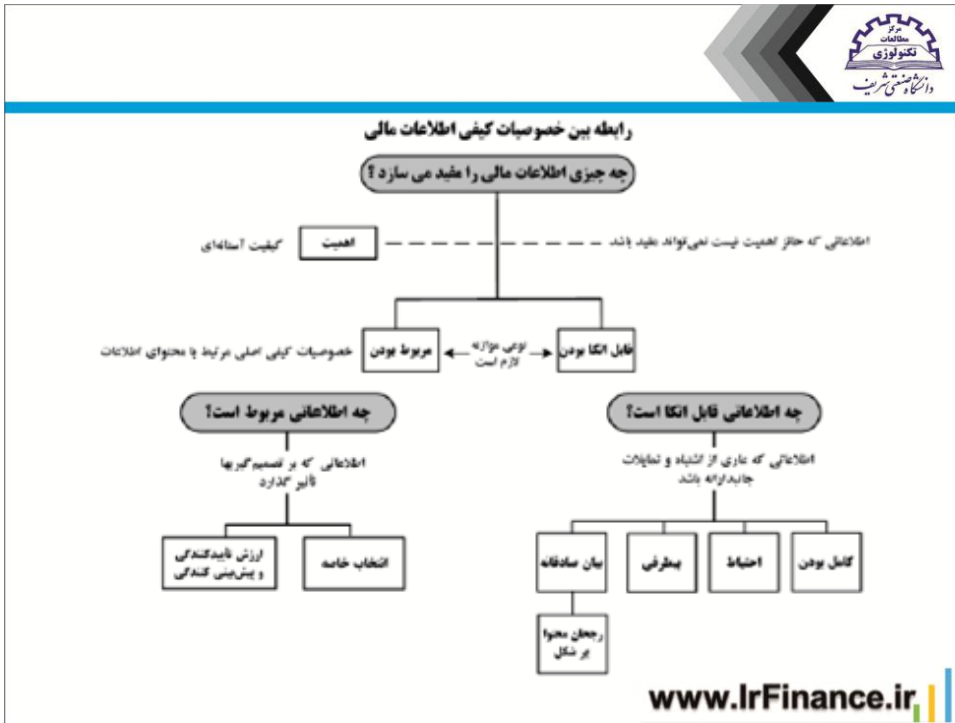 مرکز
مطالعات
تکنولوژی
دانشگاه صنعتی شریف
رابطه بین خصوصیات کیفی اطلاعات مالی
چه چیزی اطلاعات مالی را مفید می سازد ؟
اطلاعاتی که حائز اهمیت نیست نمی‌تواند مفید باشد
اهمیت
کیفیت آستانه‌ای
قابل اتکا بودن
نوعی موازنه
لازم است
مربوط بودن
خصوصیات کیفی اصلی مرتبط با محتوای اطلاعات
چه اطلاعاتی قابل اتکا است؟
چه اطلاعاتی مربوط است؟
اطلاعاتی که عاری از اشتباه و تمایلات
جانبدارانه باشد
اطلاعاتی که بر تصمیم‌گیریها
تأثیر گذارد
کامل بودن
احتیاط
بیطرفی
بیان صادقانه
انتخاب خاصه
ارزش تأییدکنندگی
و پیش‌بینی کنندگی
رجحان محتوا
بر شکل
www.IrFinance.ir